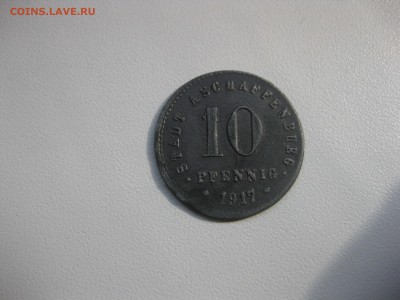 COINS.LAVE.RU
STADT ASCHAFFENBURG
10
PFENNIG
1917